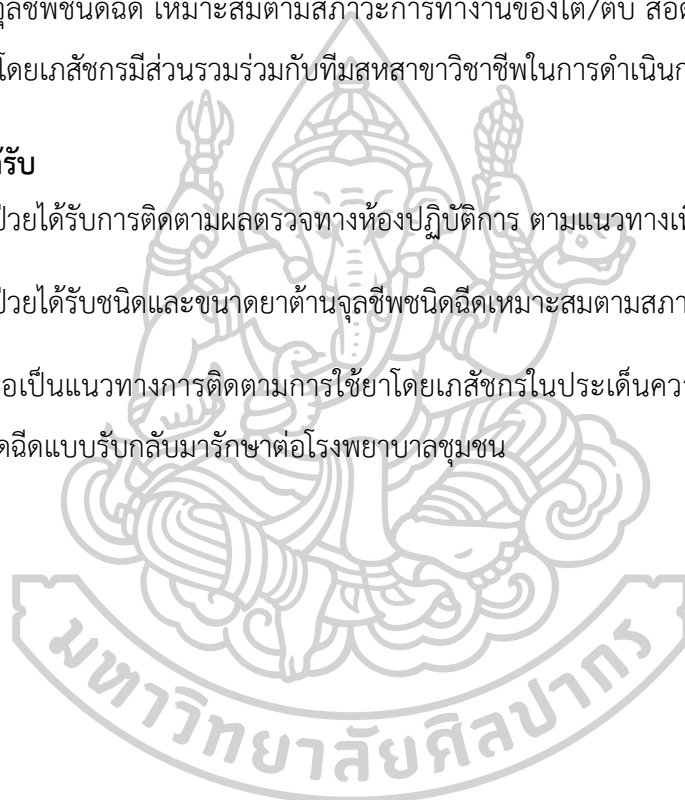 จุลชีพชนิดฉีด เหมาะสมตามสภาวะการทำงานของไต/ตับ
โดยเภสัชกรมีส่วนรวมร่วมกับทีมสหสาขาวิชาชีพในการดำเนิน
รับ
ป่วยได้รับการติดตามผลตรวจทางห้องปฏิบัติการ ตามแนวทาง
ป่วยได้รับชนิดและขนาดยาต้านจุลชีพชนิดฉีดเหมาะสมตามสภา
อเป็นแนวทางการติดตามการใช้ยาโดยเภสัชกรในประเด็นควา
ดฉีดแบบรับกลับมารักษาต่อโรงพยาบาลชุมชน
มหาวิทยาลัยศิลปากร